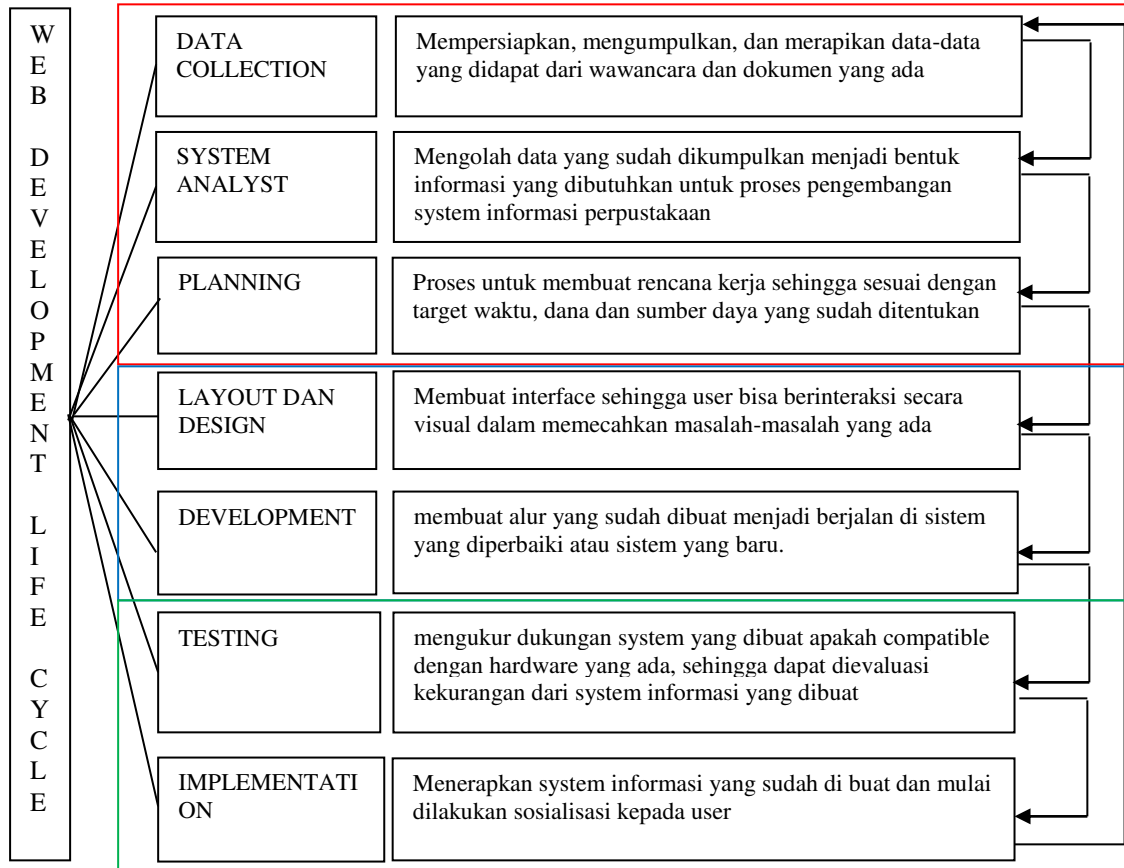 WEB DEVELOPMENT LIFE CYCLE
DATA
COLLECTION
Mempersiapkan, mengumpulkan, dan merapikan data-data
yang didapat dari wawancara dan dokumen yang ada
SYSTEM
ANALYST
Mengolah data yang sudah dikumpulkan menjadi bentuk
informasi yang dibutuhkan untuk proses pengembangan
system informasi perpustakaan
PLANNING
Proses untuk membuat rencana kerja sehingga sesuai dengan
target waktu, dana dan sumber daya yang sudah ditentukan
LAYOUT DAN
DESIGN
Membuat interface sehingga user bisa berinteraksi secara
visual dalam memecahkan masalah-masalah yang ada
DEVELOPMENT
membuat alur yang sudah dibuat menjadi berjalan di sistem
yang diperbaiki atau sistem yang baru.
TESTING
mengukur dukungan system yang dibuat apakah compatible
dengan hardware yang ada, sehingga dapat dievaluasi
kekurangan dari system informasi yang dibuat
IMPLEMENTATI
ON
Menerapkan system informasi yang sudah di buat dan mulai
dilakukan sosialisasi kepada user